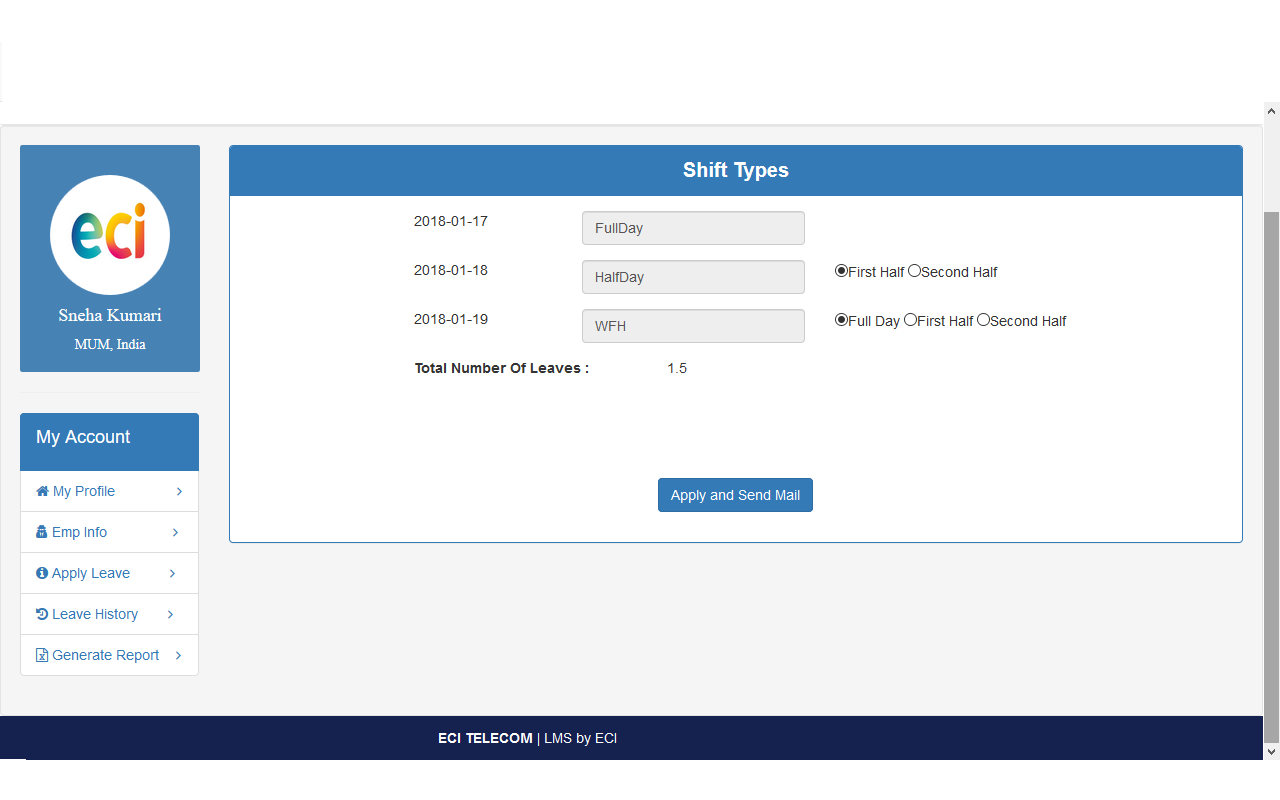 eci
Sneha Kumari
MUM, India
My Account
My Profile
Emp Info
Apply Leave
Leave History
Generate Report
Shift Types
2018-01-17 FullDay
2018-01-18 HalfDay First Half Second Half
2018-01-19 WFH Full Day First Half Second Half
Total Number Of Leaves : 1.5
Apply and Send Mail
ECI TELECOM | LMS by ECI